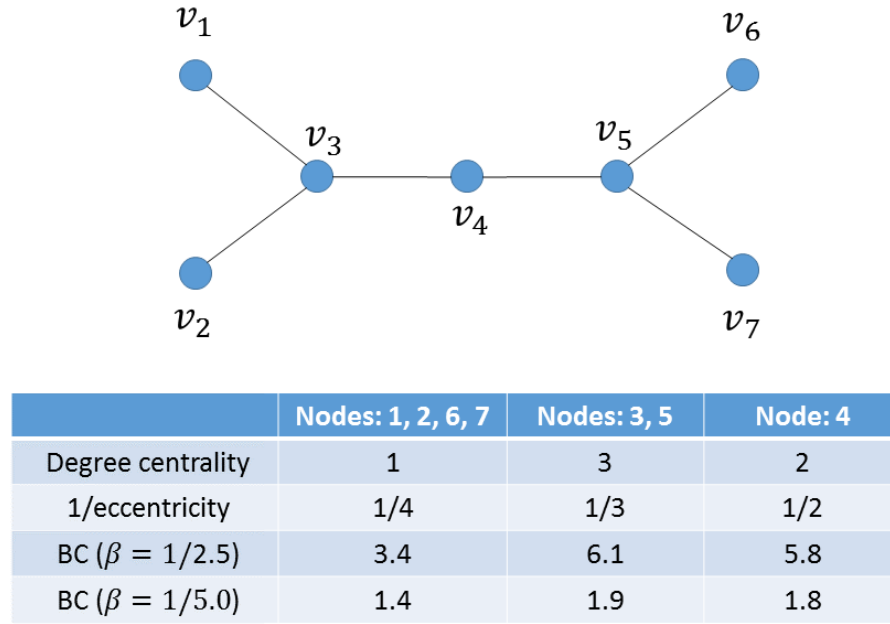 v₁
v₆
v₃
v₅
v₄
v₂
v₇
Nodes: 1, 2, 6, 7 Nodes: 3, 5 Node: 4
Degree centrality 1 3 2
1/eccentricity 1/4 1/3 1/2
BC (β = 1/2.5) 3.4 6.1 5.8
BC (β = 1/5.0) 1.4 1.9 1.8